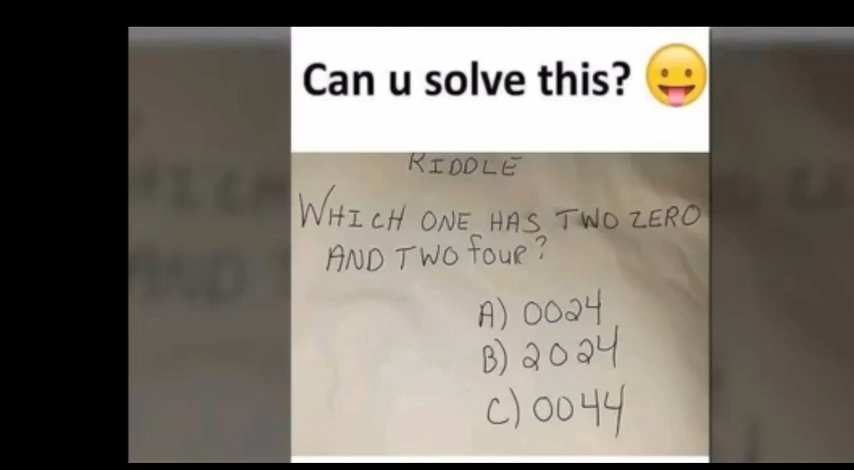 Can u solve this? 😛
RIDDLE
WHICH ONE HAS TWO ZERO
AND TWO fouR?
A) 0024
B) 2024
C) 0044